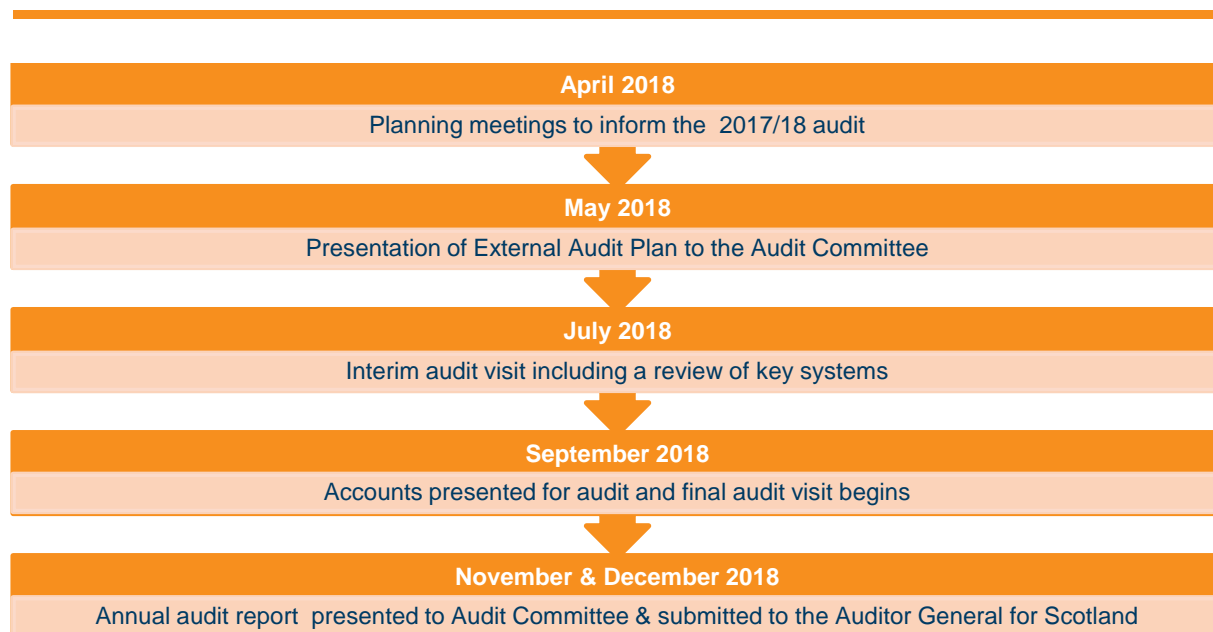 April 2018
Planning meetings to inform the 2017/18 audit
May 2018
Presentation of External Audit Plan to the Audit Committee
July 2018
Interim audit visit including a review of key systems
September 2018
Accounts presented for audit and final audit visit begins
November & December 2018
Annual audit report presented to Audit Committee & submitted to the Auditor General for Scotland